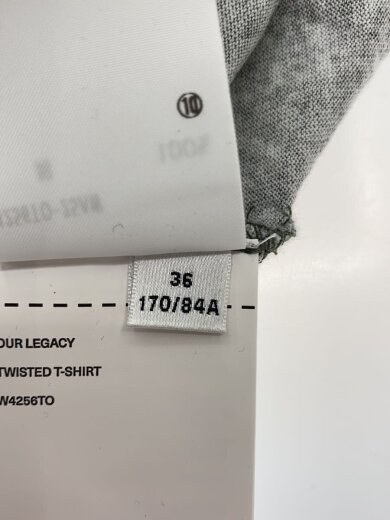 10
36
170/84A
OUR LEGACY
TWISTED T-SHIRT
W4256TO